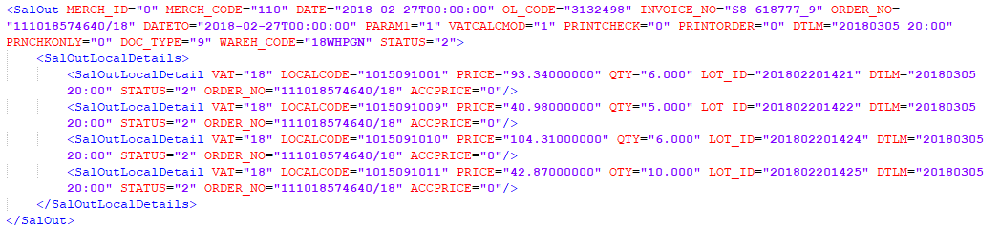 <SalOut MERCH_ID="0" MERCH_CODE="110" DATE="2018-02-27T00:00:00" OL_CODE="3132498" INVOICE_NO="S8-618777_9" ORDER_NO=
"111018574640/18" DATETO="2018-02-27T00:00:00" PARAM1="1" VATCALCMOD="1" PRINTCHECK="0" PRINTORDER="0" DTLM="20180305 20:00"
PRNCHKONLY="0" DOC_TYPE="9" WAREH_CODE="18WHPGN" STATUS="2">
<SalOutLocalDetails>
<SalOutLocalDetail VAT="18" LOCALCODE="1015091001" PRICE="93.34000000" QTY="6.000" LOT_ID="201802201421" DTLM="20180305
20:00" STATUS="2" ORDER_NO="111018574640/18" ACCPRICE="0"/>
<SalOutLocalDetail VAT="18" LOCALCODE="1015091009" PRICE="40.98000000" QTY="5.000" LOT_ID="201802201422" DTLM="20180305
20:00" STATUS="2" ORDER_NO="111018574640/18" ACCPRICE="0"/>
<SalOutLocalDetail VAT="18" LOCALCODE="1015091010" PRICE="104.31000000" QTY="6.000" LOT_ID="201802201424" DTLM="20180305
20:00" STATUS="2" ORDER_NO="111018574640/18" ACCPRICE="0"/>
<SalOutLocalDetail VAT="18" LOCALCODE="1015091011" PRICE="42.87000000" QTY="10.000" LOT_ID="201802201425" DTLM="20180305
20:00" STATUS="2" ORDER_NO="111018574640/18" ACCPRICE="0"/>
</SalOutLocalDetails>
</SalOut>